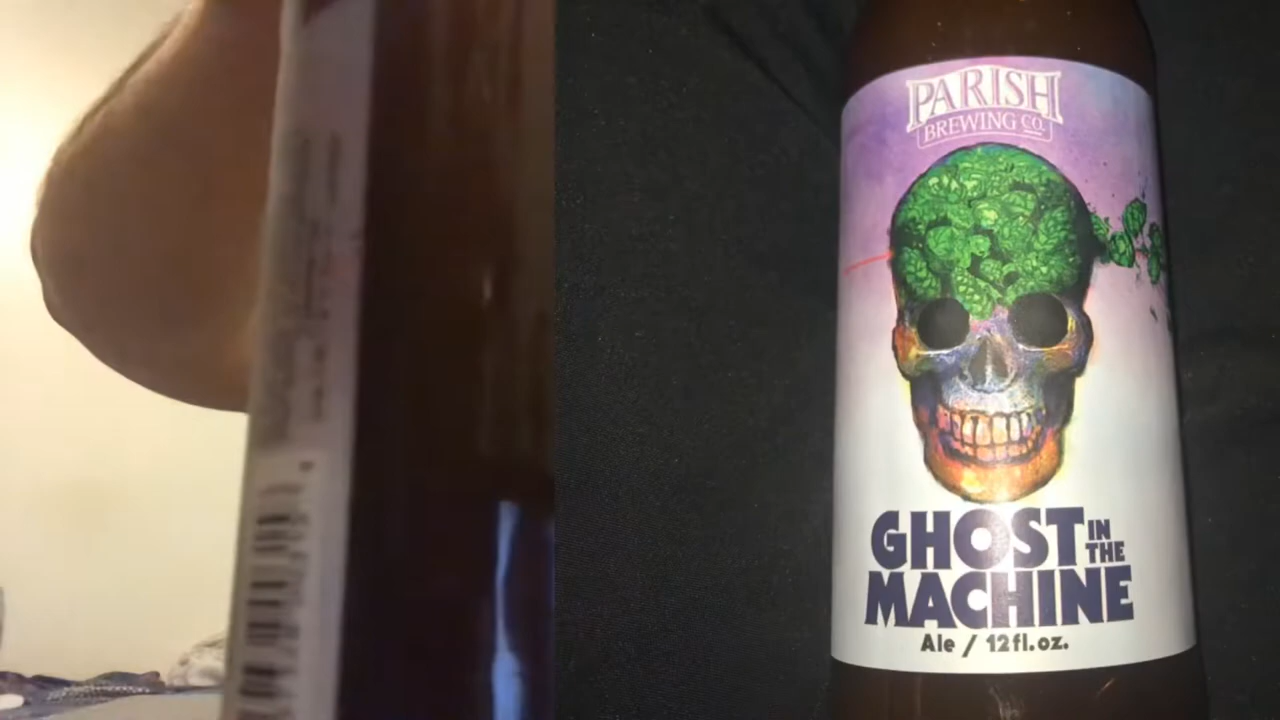 PARISH
BREWING CO.
GHOST IN THE
MACHINE
Ale / 12fl.oz.